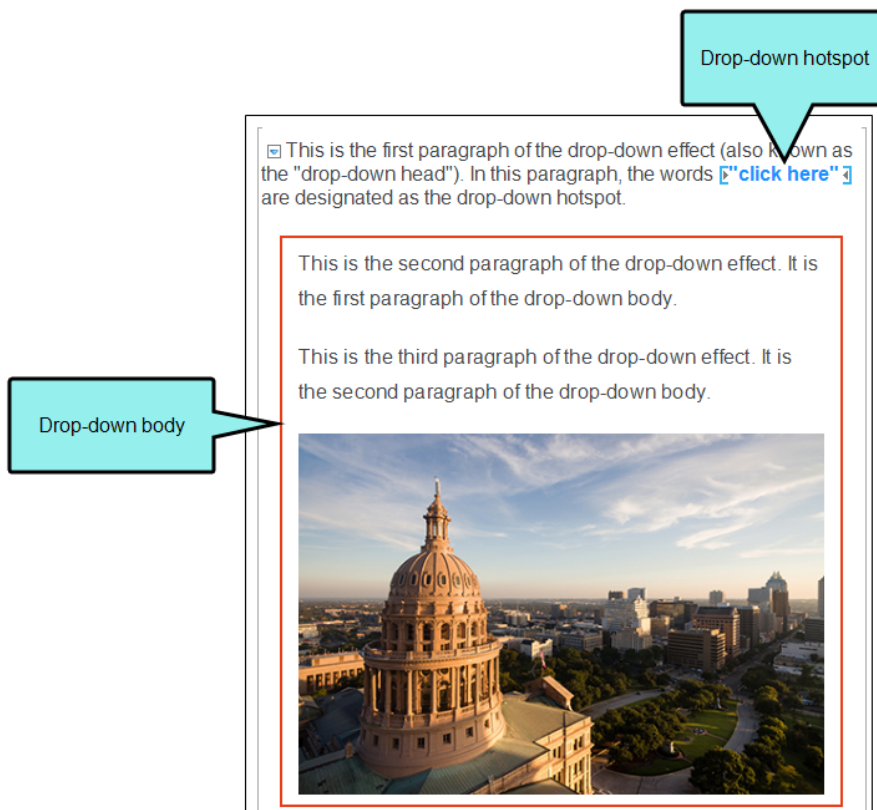 Drop-down hotspot
This is the first paragraph of the drop-down effect (also known as
the "drop-down head"). In this paragraph, the words "click here"
are designated as the drop-down hotspot.
This is the second paragraph of the drop-down effect. It is
the first paragraph of the drop-down body.
This is the third paragraph of the drop-down effect. It is
the second paragraph of the drop-down body.
Drop-down body